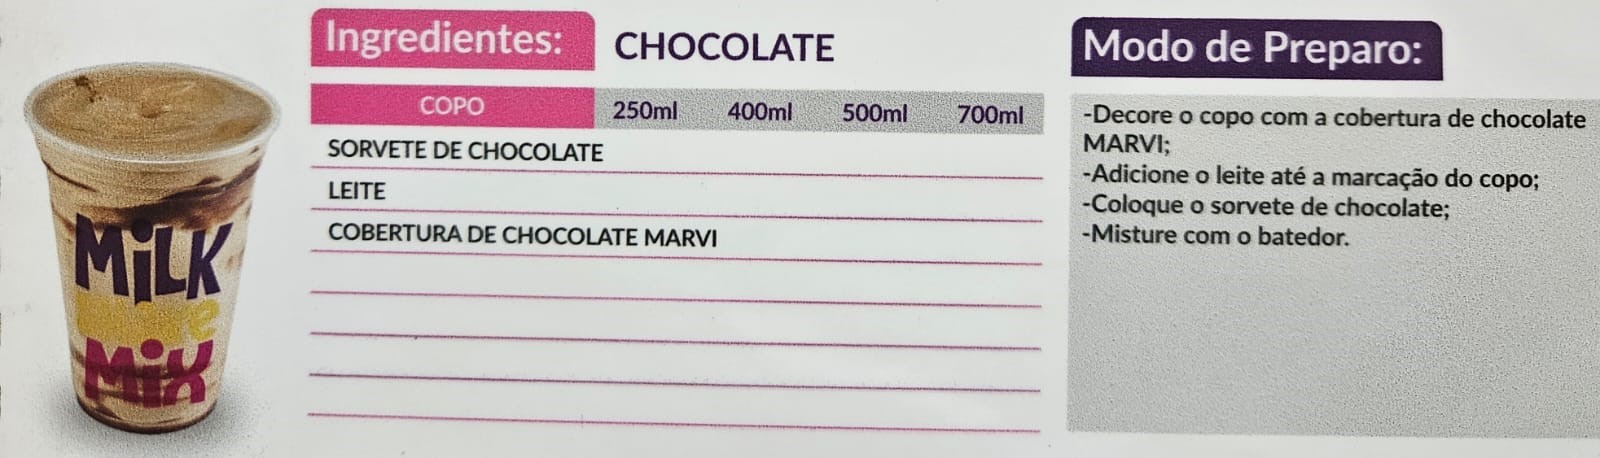 Ingredientes: CHOCOLATE
COPO 250ml 400ml 500ml 700ml
SORVETE DE CHOCOLATE
LEITE
COBERTURA DE CHOCOLATE MARVI
Modo de Preparo:
-Decore o copo com a cobertura de chocolate
MARVI;
-Adicione o leite até a marcação do copo;
-Coloque o sorvete de chocolate;
-Misture com o batedor.
MiLK
MiX